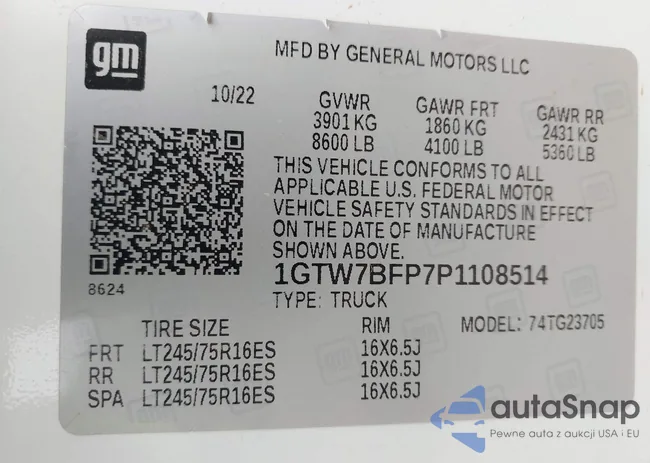 gm
MFD BY GENERAL MOTORS LLC
10/22
GVWR
3901 KG
8600 LB
GAWR FRT
1860 KG
4100 LB
GAWR RR
2431 KG
5360 LB
THIS VEHICLE CONFORMS TO ALL
APPLICABLE U.S. FEDERAL MOTOR
VEHICLE SAFETY STANDARDS IN EFFECT
ON THE DATE OF MANUFACTURE
SHOWN ABOVE.
8624
1GTW7BFP7P1108514
TYPE: TRUCK
MODEL: 74TG23705
TIRE SIZE RIM
FRT LT245/75R16ES 16X6.5J
RR LT245/75R16ES 16X6.5J
SPA LT245/75R16ES 16X6.5J
autaSnap
Pewne auta z aukcji USA i EU